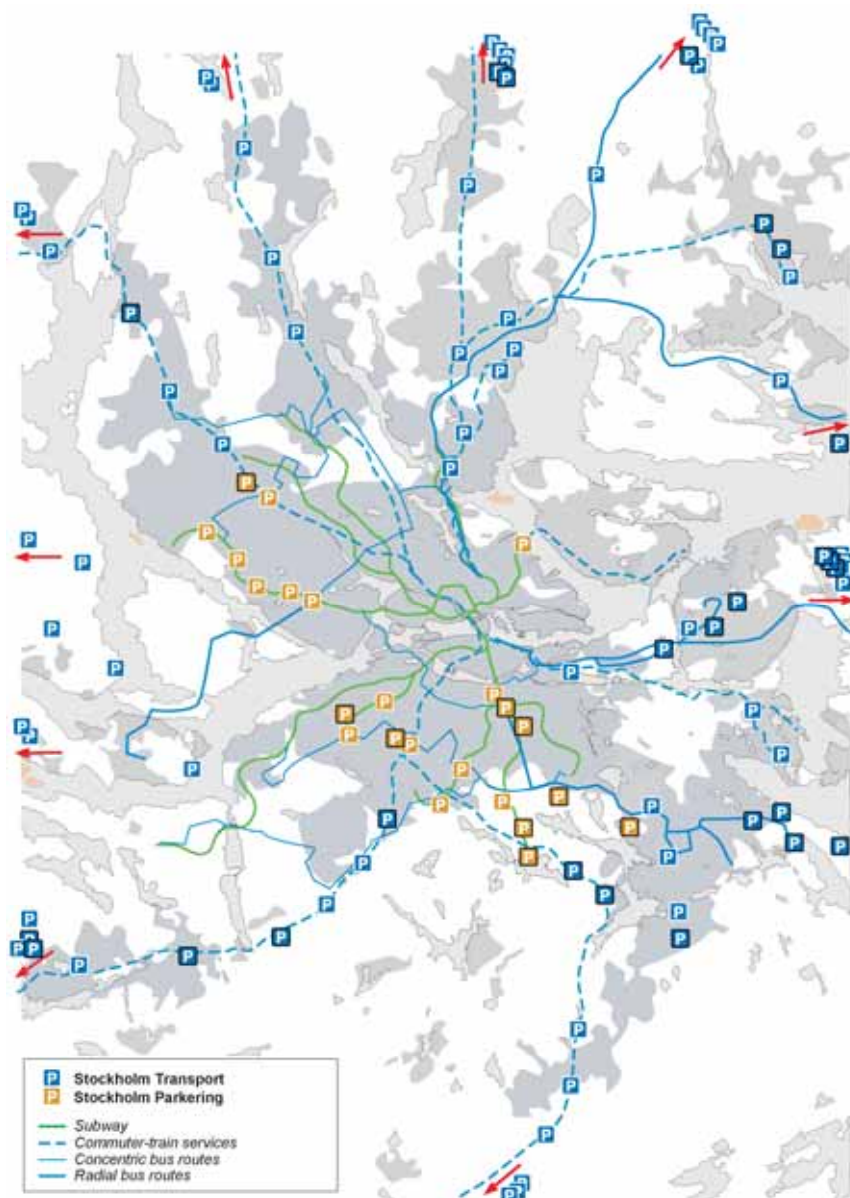 P Stockholm Transport
P Stockholm Parkering
Subway
Commuter-train services
Concentric bus routes
Radial bus routes